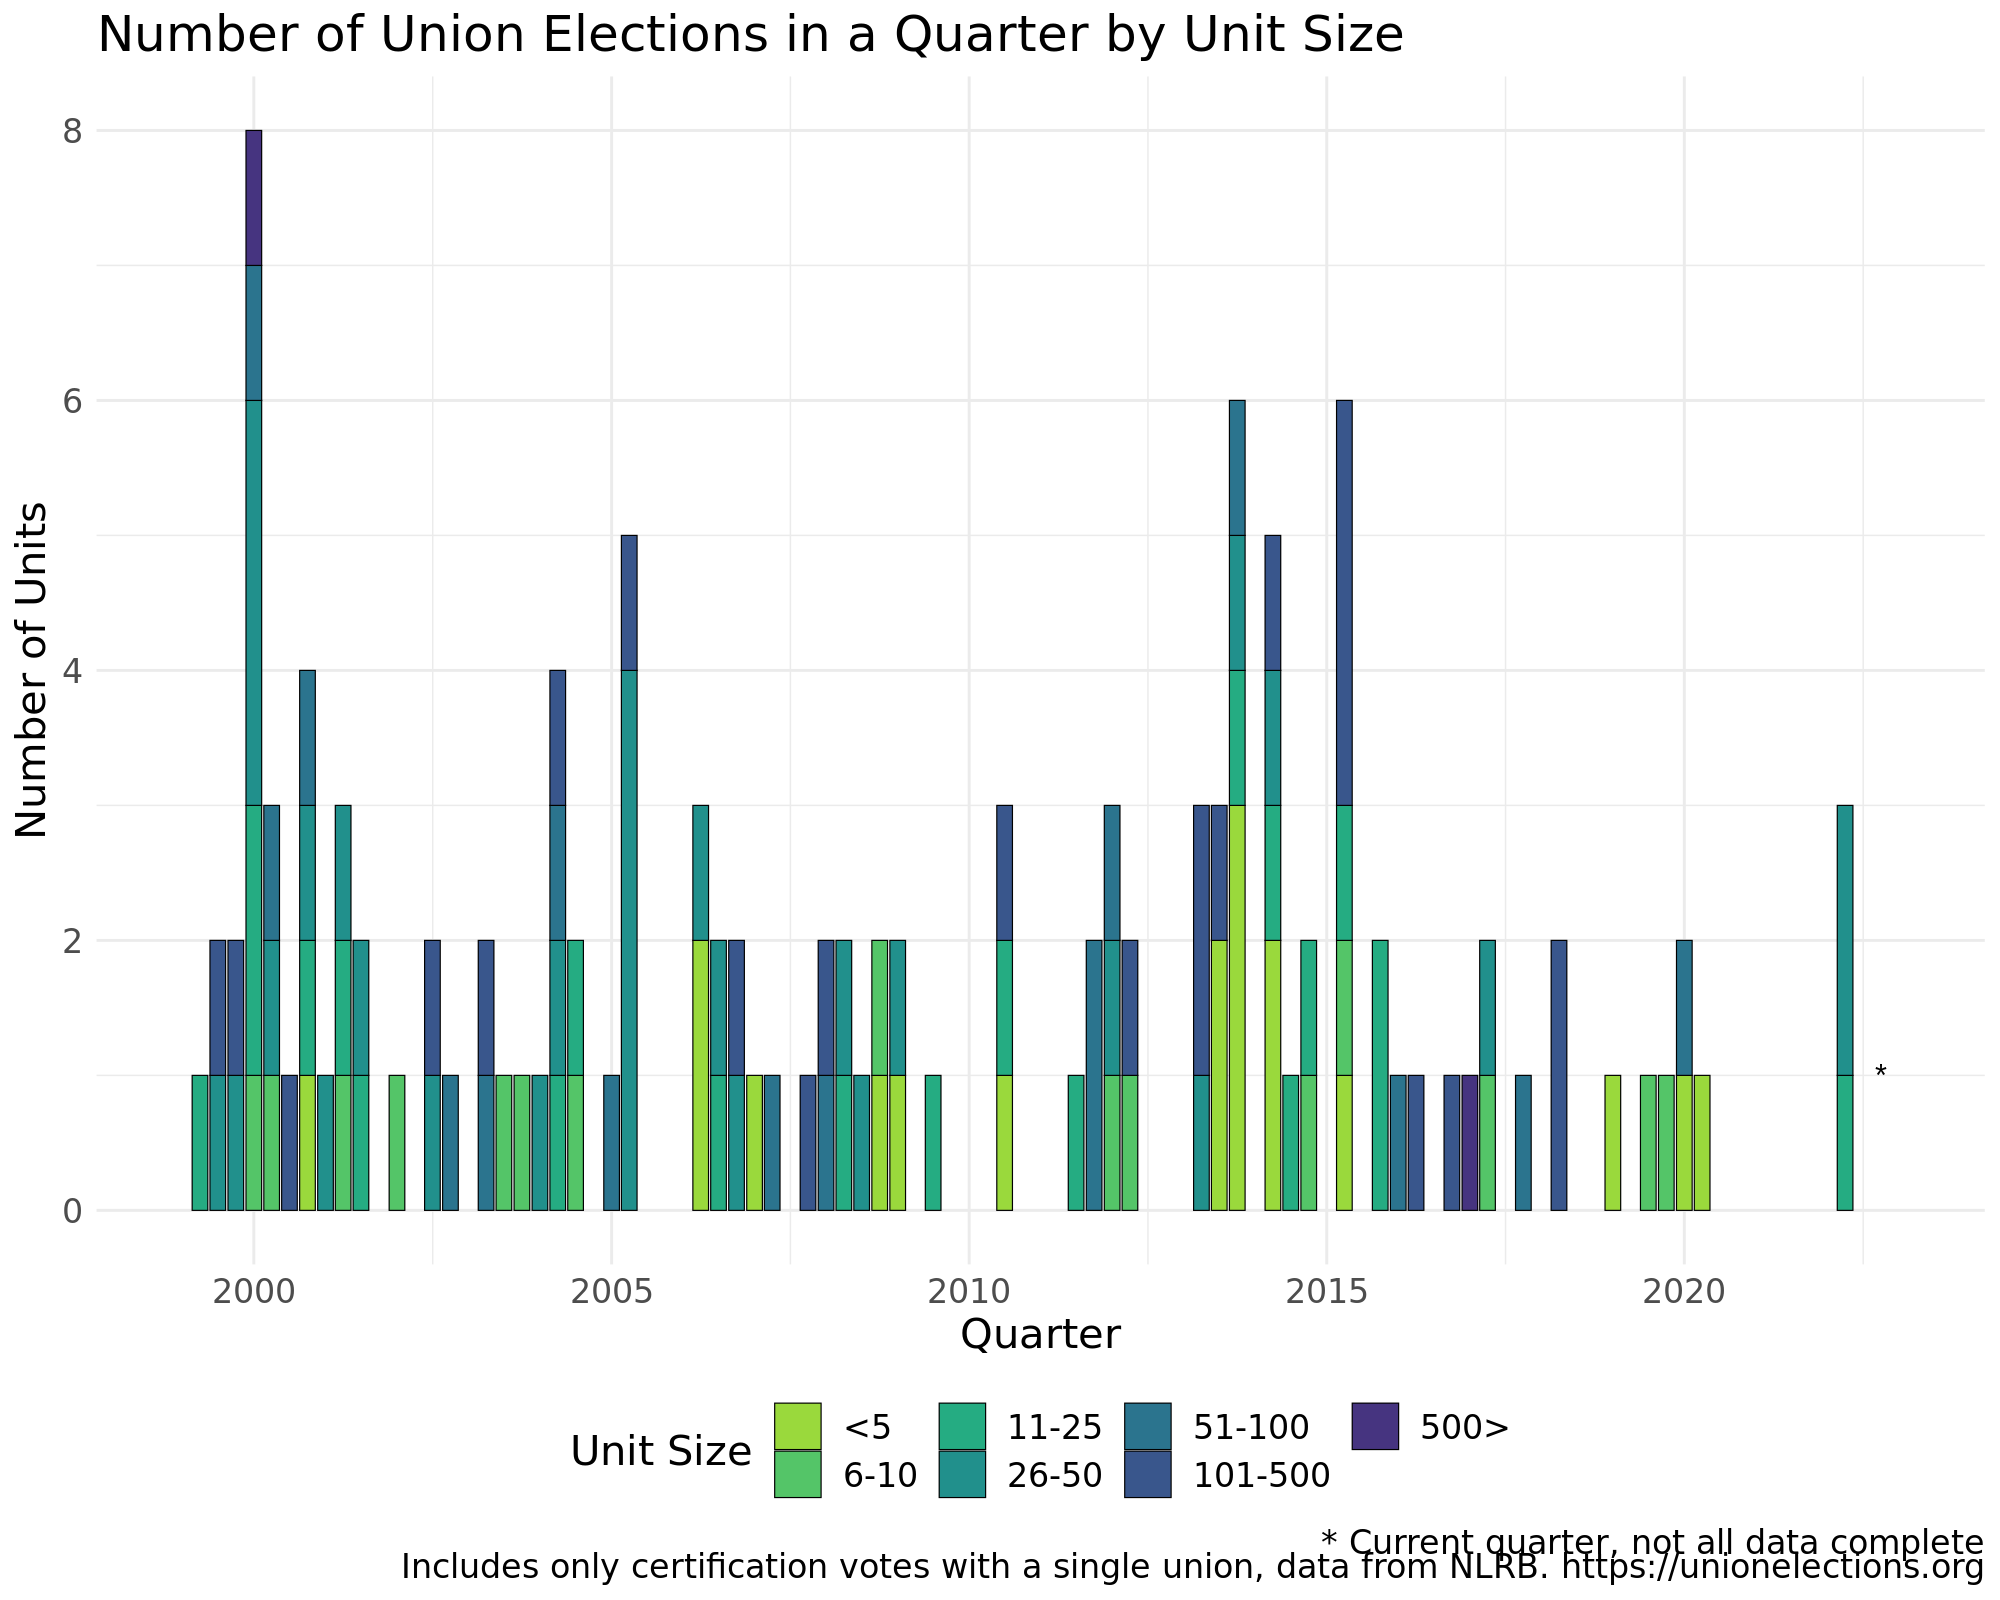 Number of Union Elections in a Quarter by Unit Size
Number of Units
8
6
4
2
0
*
2000 2005 2010 2015 2020
Quarter
Unit Size
<5 11-25 51-100 500>
6-10 26-50 101-500
* Current quarter, not all data complete
Includes only certification votes with a single union, data from NLRB. https://unionelections.org